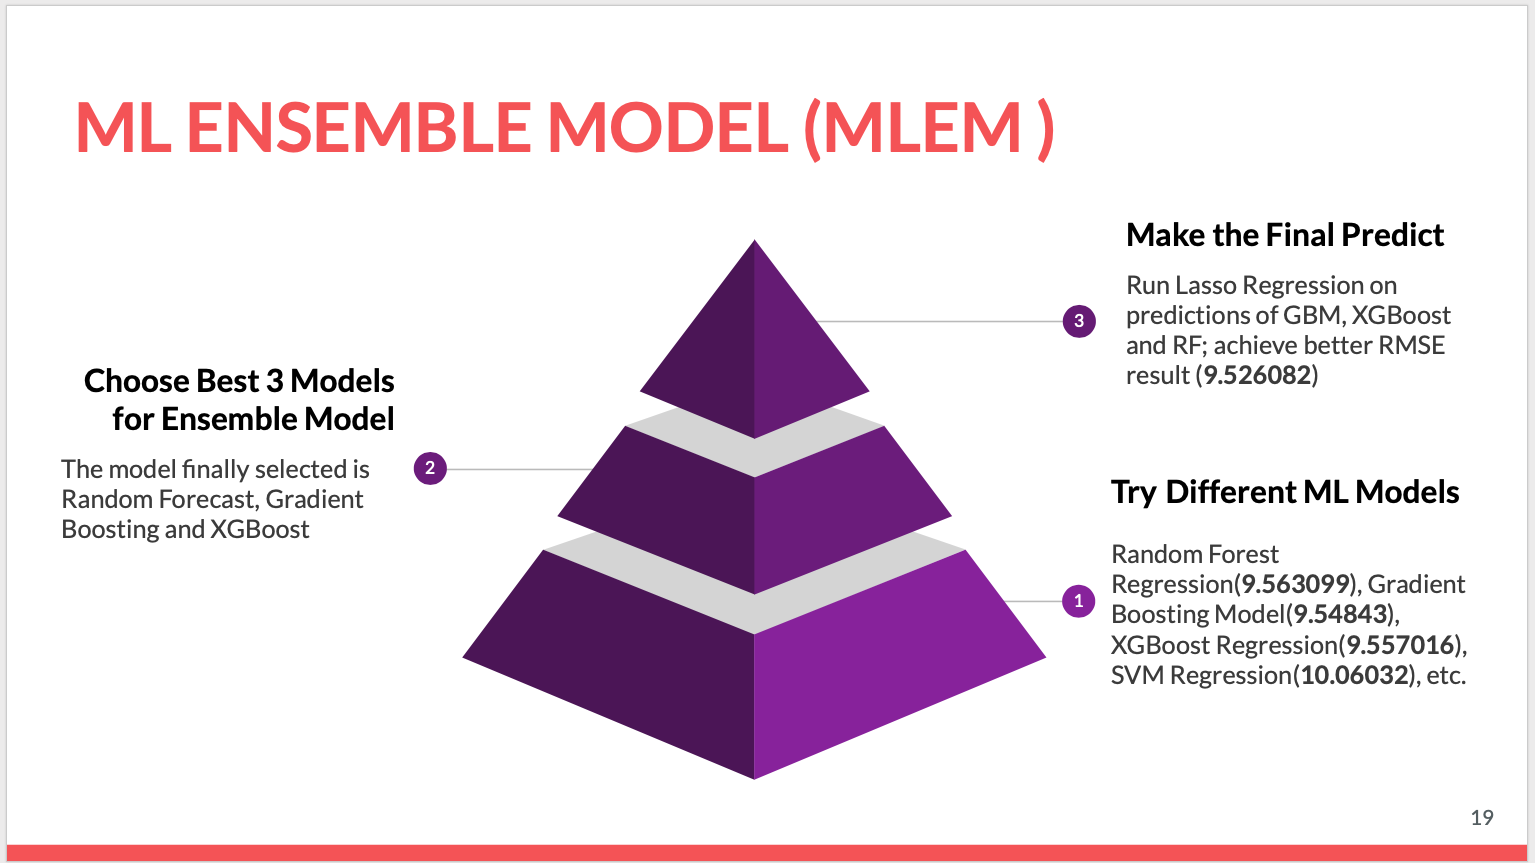 ML ENSEMBLE MODEL (MLEM )
Make the Final Predict
Run Lasso Regression on
predictions of GBM, XGBoost
and RF; achieve better RMSE
result (9.526082)
3
Choose Best 3 Models
for Ensemble Model
The model finally selected is
Random Forecast, Gradient
Boosting and XGBoost
2
Try Different ML Models
Random Forest
Regression(9.563099), Gradient
Boosting Model(9.54843),
XGBoost Regression(9.557016),
SVM Regression(10.06032), etc.
1
19